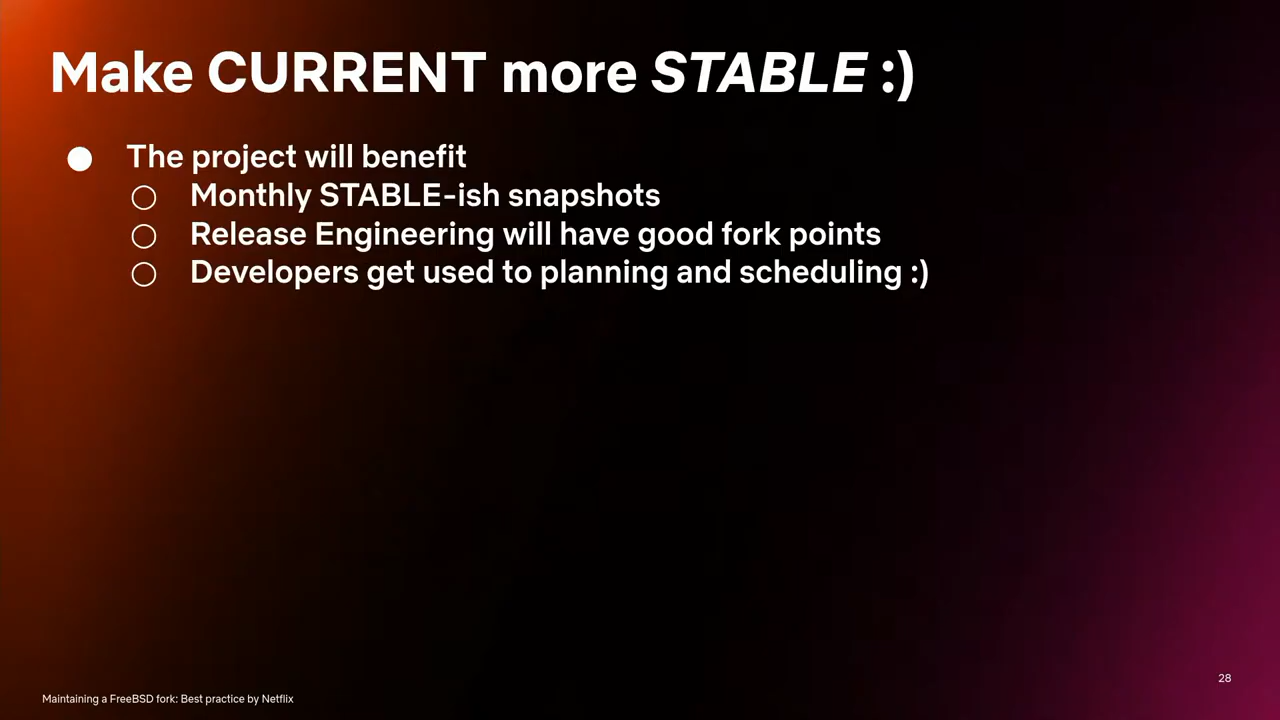 Make CURRENT more STABLE :)
● The project will benefit
○ Monthly STABLE-ish snapshots
○ Release Engineering will have good fork points
○ Developers get used to planning and scheduling :)
28
Maintaining a FreeBSD fork: Best practice by Netflix